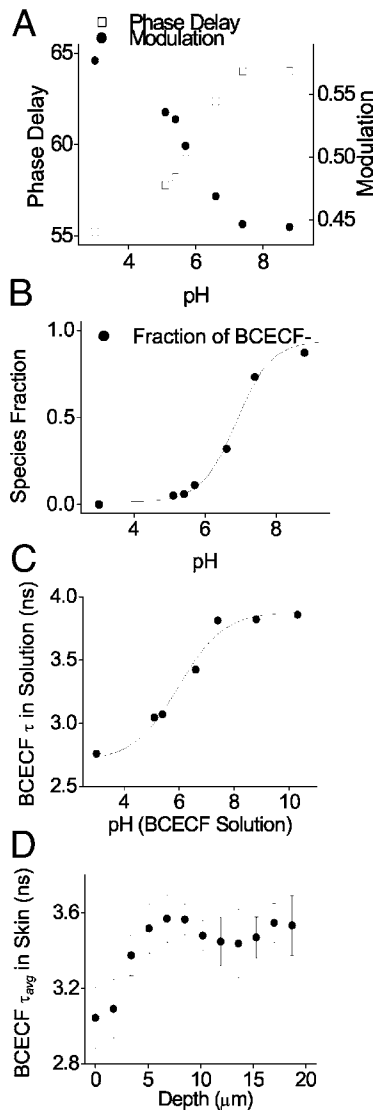 A
Phase Delay
Modulation
65
60
55
0.55
0.50
0.45
Phase Delay
Modulation
4 6 8
pH
B
Fraction of BCECF-
1.0
0.5
0.0
Species Fraction
2 4 6 8
pH
C
4.0
3.5
3.0
2.5
BCECF τ in Solution (ns)
4 6 8 10
pH (BCECF Solution)
D
3.6
3.2
2.8
BCECF τavg in Skin (ns)
0 5 10 15 20
Depth (μm)